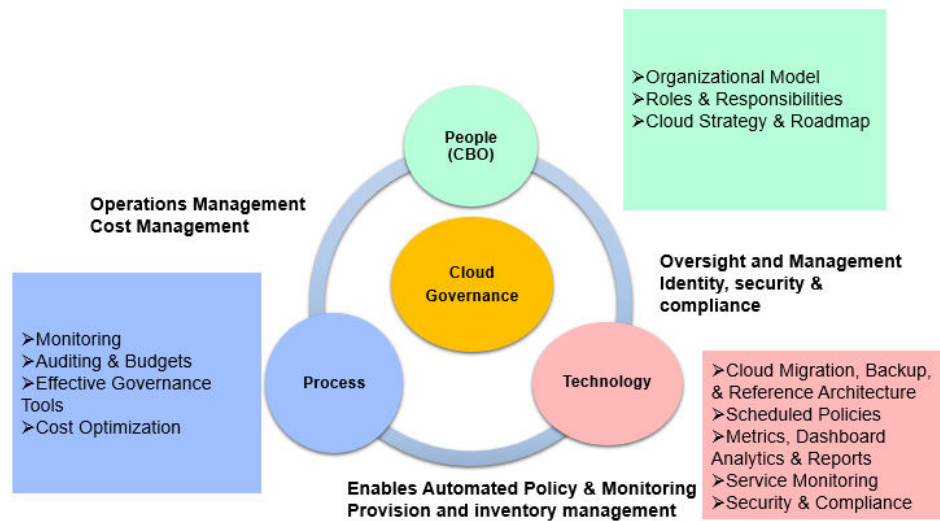 ➢Organizational Model
➢Roles & Responsibilities
➢Cloud Strategy & Roadmap
People
(CBO)
Operations Management
Cost Management
Cloud
Governance
Oversight and Management
Identity, security &
compliance
➢Monitoring
➢Auditing & Budgets
➢Effective Governance
Tools
➢Cost Optimization
Process
Technology
➢Cloud Migration, Backup,
& Reference Architecture
➢Scheduled Policies
➢Metrics, Dashboard
Analytics & Reports
➢Service Monitoring
➢Security & Compliance
Enables Automated Policy & Monitoring
Provision and inventory management